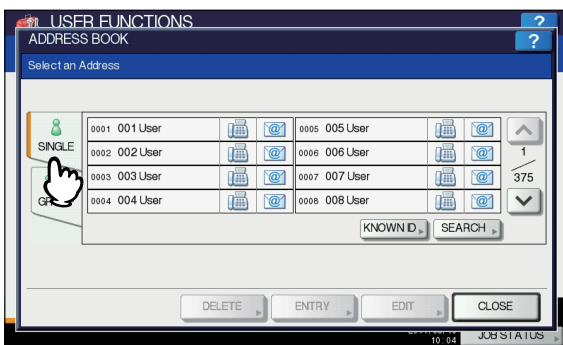 USER FUNCTIONS ?
ADDRESS BOOK ?
Select an Address
SINGLE
0001 001 User
0002 002 User
0003 003 User
0004 004 User
0005 005 User
0006 006 User
0007 007 User
0008 008 User
1
375
KNOWN ID
SEARCH
DELETE
ENTRY
EDIT
CLOSE
10:04
JOB STATUS